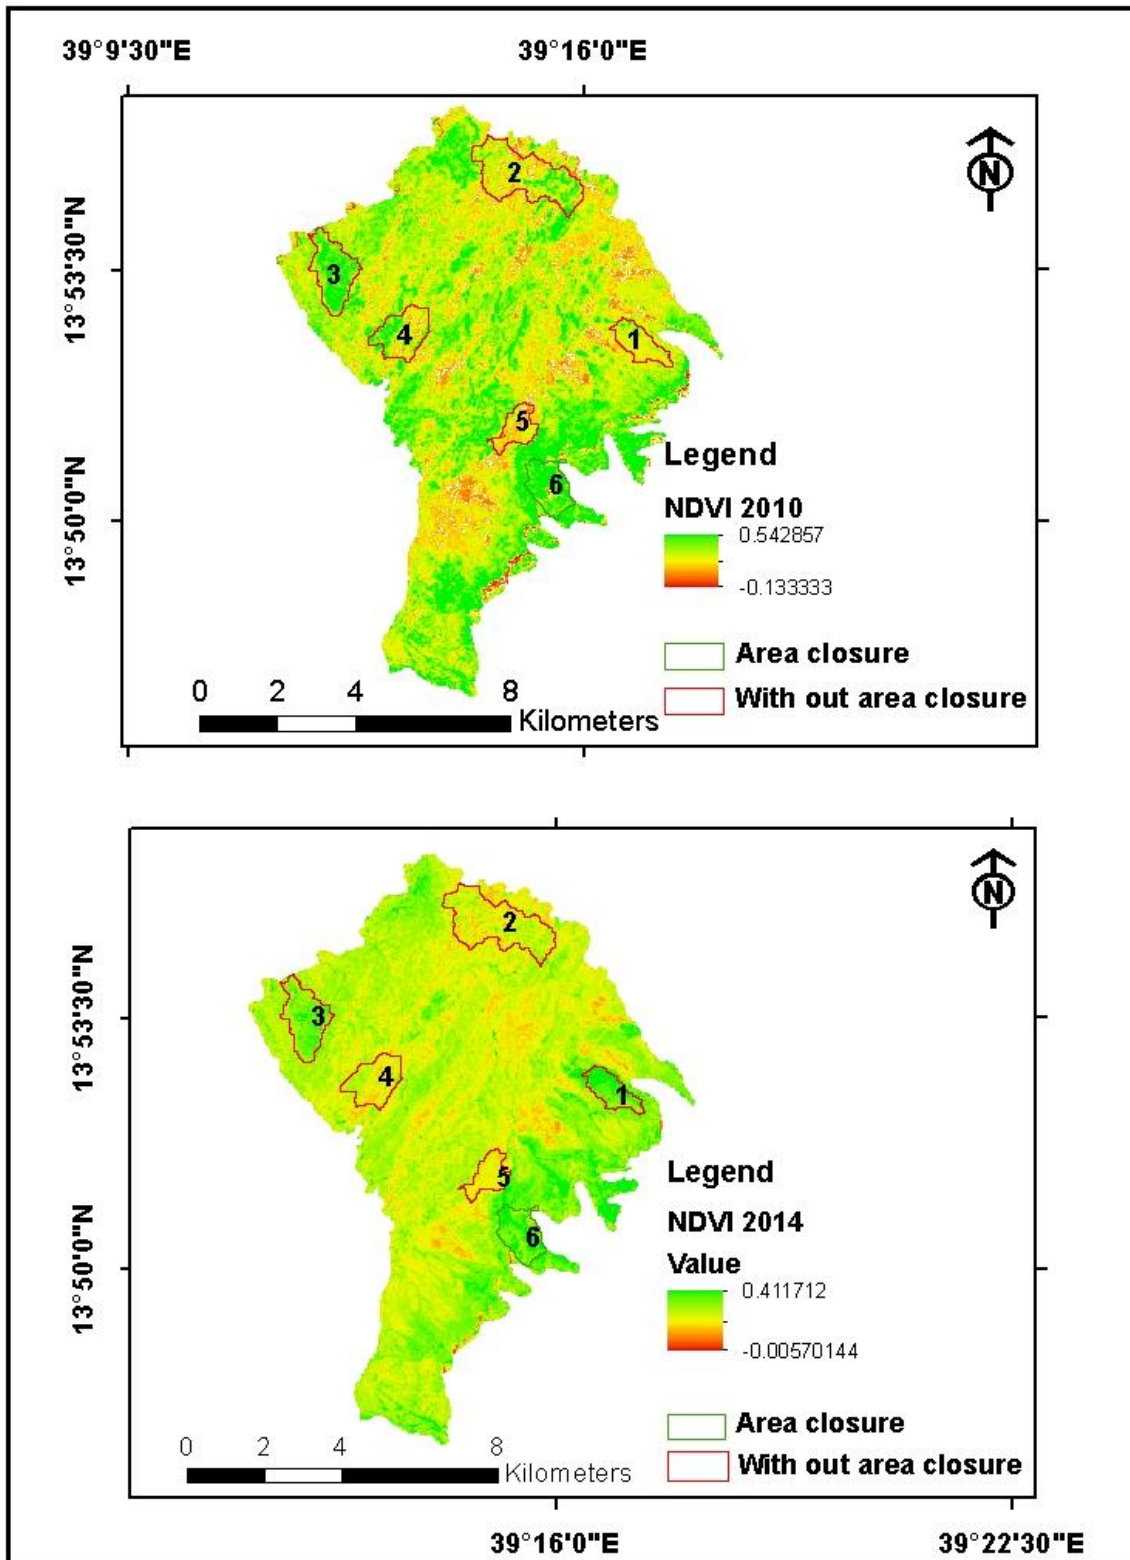 39°9'30"E 39°16'0"E
N
2
13°53'30"N
3
4
1
5
Legend
6
NDVI 2010
13°50'0"N
0.542857
-0.133333
Area closure
With out area closure
0 2 4 8
Kilometers
N
2
13°53'30"N
3
4
1
5
Legend
NDVI 2014
6
13°50'0"N
Value
0.411712
-0.00570144
Area closure
0 2 4 8
Kilometers
With out area closure
39°16'0"E 39°22'30"E